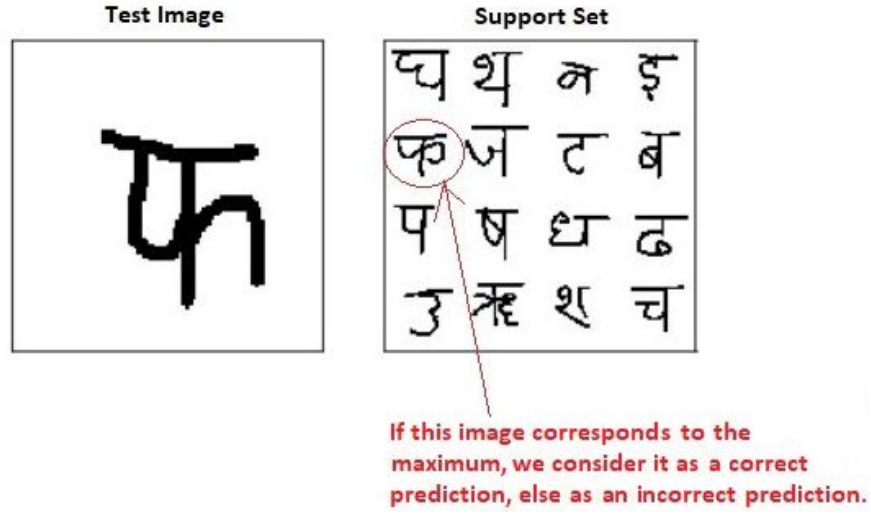 Test Image
Support Set
फ
घ थ न इ
फ ज ट ब
प ष ध ढ
उ ऋ श च
If this image corresponds to the
maximum, we consider it as a correct
prediction, else as an incorrect prediction.